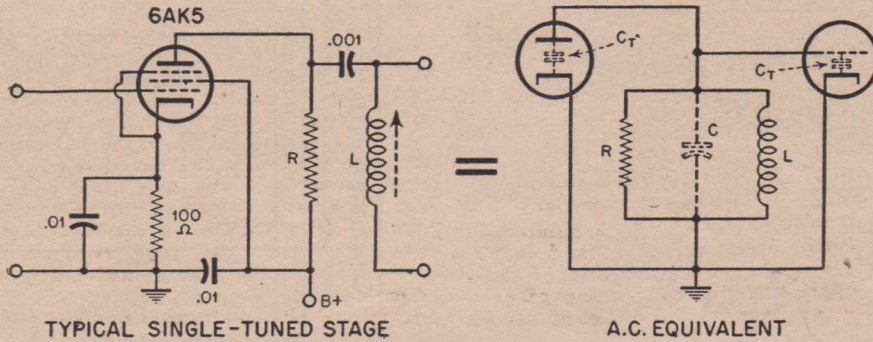 6AK5
.001
R
L
.01
100
Ω
.01
B+
TYPICAL SINGLE-TUNED STAGE
=
CT
CT
R
C
L
A.C. EQUIVALENT